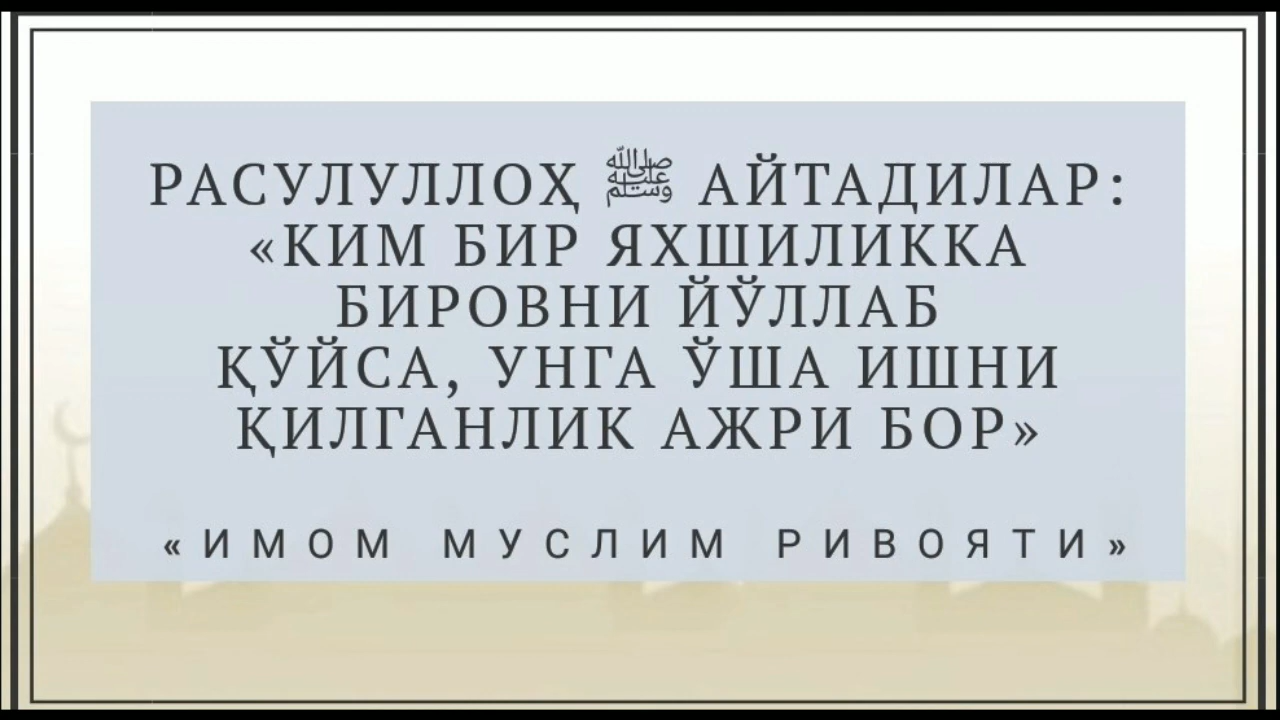 РАСУЛУЛЛОҲ ﷺ АЙТАДИЛАР:
«КИМ БИР ЯХШИЛИККА
БИРОВНИ ЙЎЛЛАБ
ҚЎЙСА, УНГА ЎША ИШНИ
ҚИЛГАНЛИК АЖРИ БОР»
«ИМОМ МУСЛИМ РИВОЯТИ»